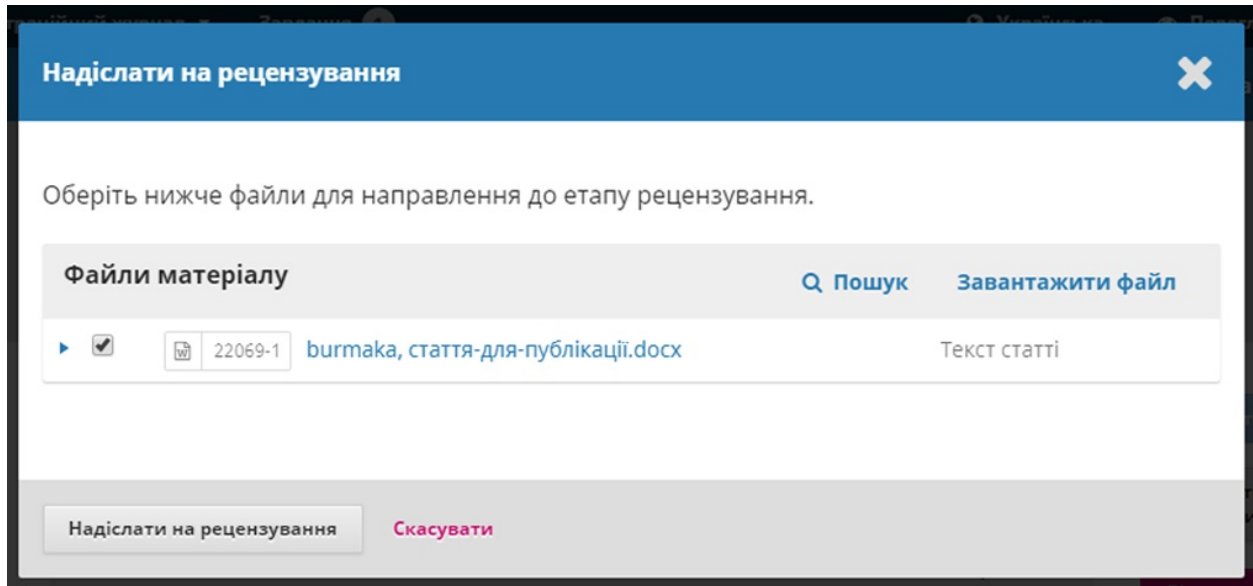 Надіслати на рецензування
Оберіть нижче файли для направлення до етапу рецензування.
Файли матеріалу Пошук Завантажити файл
22069-1 burmaka, стаття-для-публікації.docx Текст статті
Надіслати на рецензування Скасувати